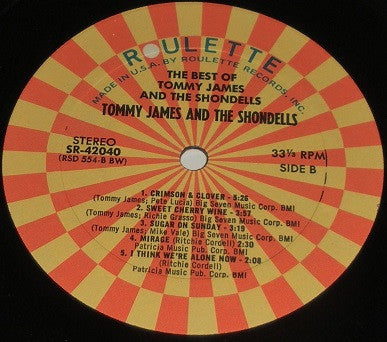 ROULETTE
MADE IN U.S.A. BY ROULETTE RECORDS, INC.
THE BEST OF
TOMMY JAMES
AND THE SHONDELLS
TOMMY JAMES AND THE SHONDELLS
STEREO
SR-42040
(RSD 554-B BW)
33⅓ RPM
SIDE B
1. CRIMSON & CLOVER - 5:26
(Tommy James; Pete Lucia) Big Seven Music Corp. BMI
2. SWEET CHERRY WINE - 3:57
(Tommy James; Richie Grasso) Big Seven Music Corp. BMI
3. SUGAR ON SUNDAY - 3:19
(Tommy James; Mike Vale) Big Seven Music Corp. BMI
4. MIRAGE (Ritchie Cordell) 2:30
Patricia Music Pub. Corp. BMI
5. I THINK WE'RE ALONE NOW - 2:08
(Ritchie Cordell)
Patricia Music Pub. Corp. BMI